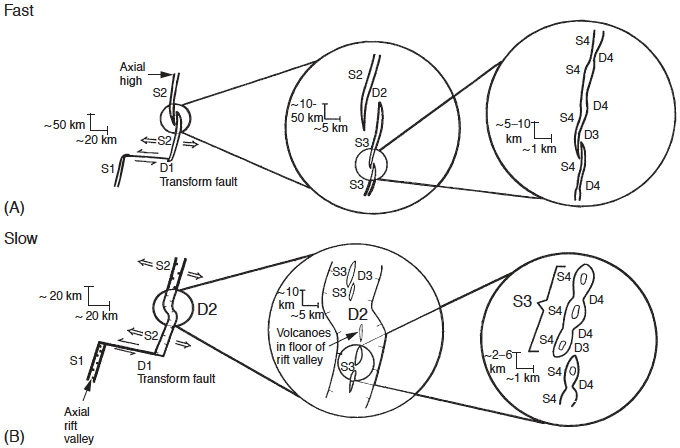 Fast
Axial
high
S2
~50 km
~20 km
S2
S1
D1
Transform fault
(A)
S2
D2
~10-
50 km
~5 km
S3
S3
S4
D4
S4
S4
D4
~5–10
km
~1 km
D3
S4
D4
Slow
S2
~ 20 km
~ 20 km
D2
S2
S1
D1
Transform fault
Axial
rift
valley
(B)
S3
D3
~10
km
~5 km
S3
D2
Volcanoes
in floor of
rift valley
S3
S4
S3
D4
S4
S4
D4
D3
~2–6
km
~1 km
S4
D4
S4